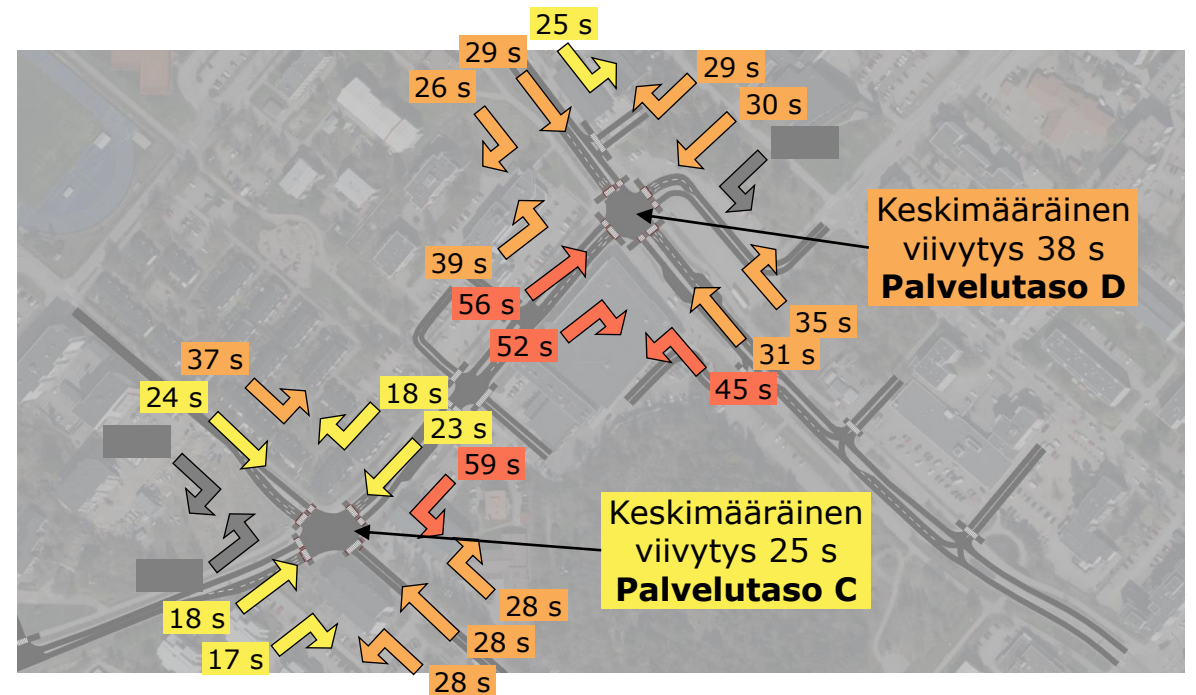 25 s
29 s
26 s
29 s
30 s
Keskimääräinen
viivytys 38 s
Palvelutaso D
39 s
56 s
52 s
35 s
31 s
45 s
37 s
24 s
18 s
23 s
59 s
Keskimääräinen
viivytys 25 s
Palvelutaso C
28 s
18 s
28 s
17 s
28 s